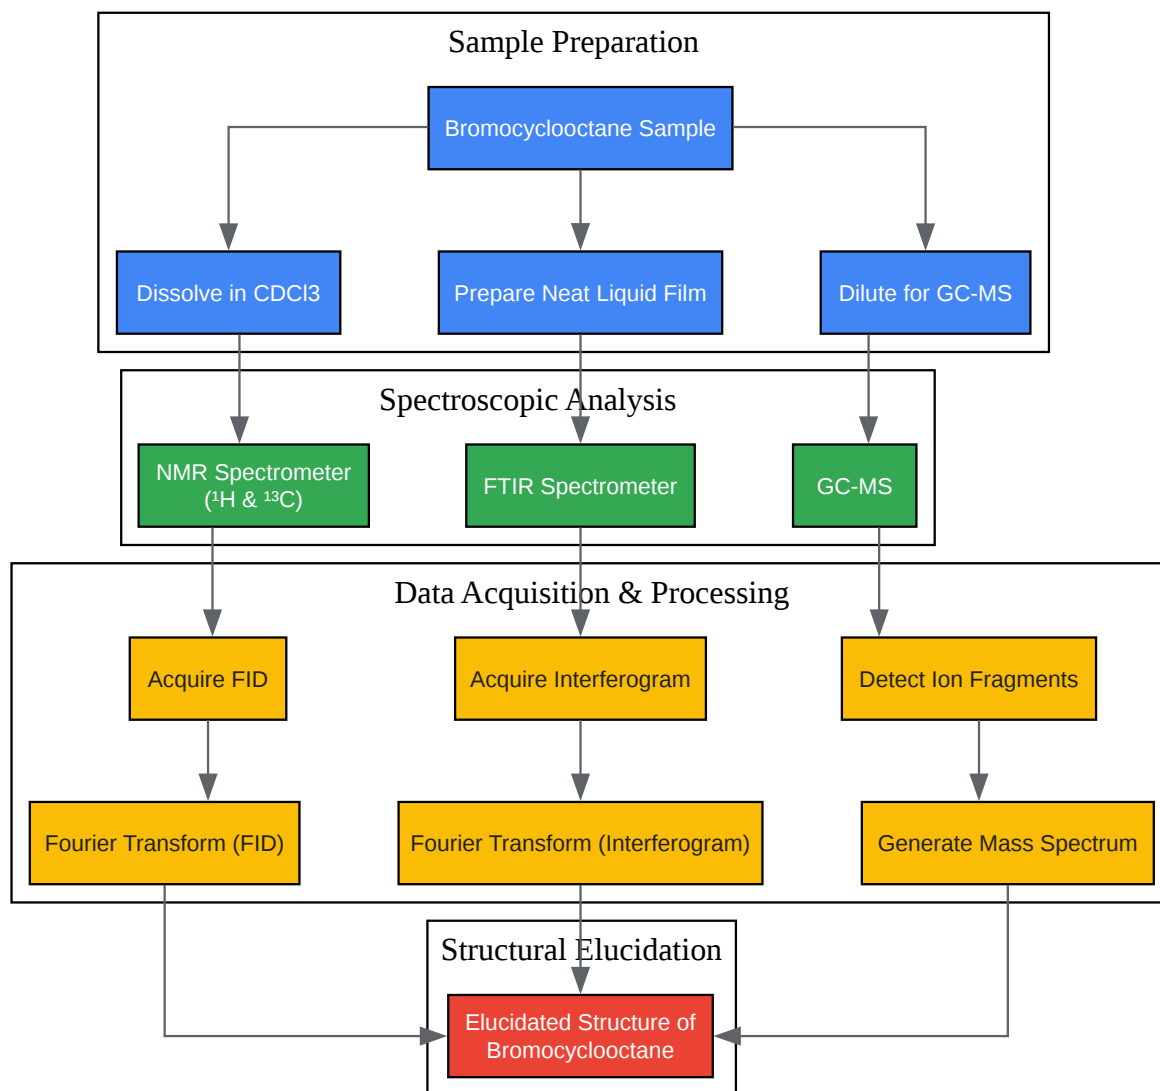 Sample Preparation
Bromocyclooctane Sample
Dissolve in CDCl3
Prepare Neat Liquid Film
Dilute for GC-MS
Spectroscopic Analysis
NMR Spectrometer
(¹H & ¹³C)
FTIR Spectrometer
GC-MS
Data Acquisition & Processing
Acquire FID
Acquire Interferogram
Detect Ion Fragments
Fourier Transform (FID)
Fourier Transform (Interferogram)
Generate Mass Spectrum
Structural Elucidation
Elucidated Structure of
Bromocyclooctane